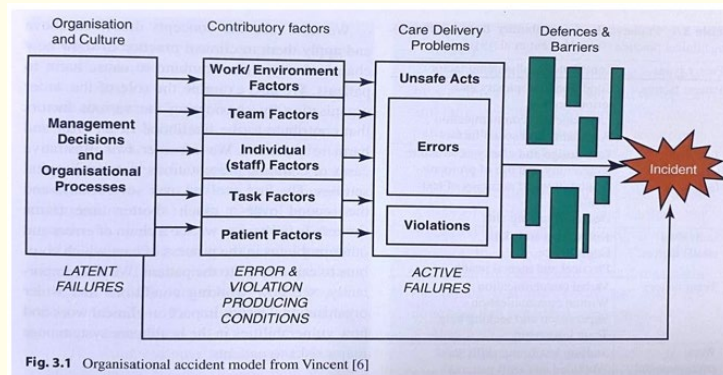 Organisation
and Culture
Contributory factors
Care Delivery
Problems
Defences &
Barriers
Management
Decisions
and
Organisational
Processes
Work/ Environment
Factors
Team Factors
Individual
(staff) Factors
Task Factors
Patient Factors
Unsafe Acts
Errors
Violations
Incident
LATENT
FAILURES
ERROR &
VIOLATION
PRODUCING
CONDITIONS
ACTIVE
FAILURES
Fig. 3.1 Organisational accident model from Vincent [6]